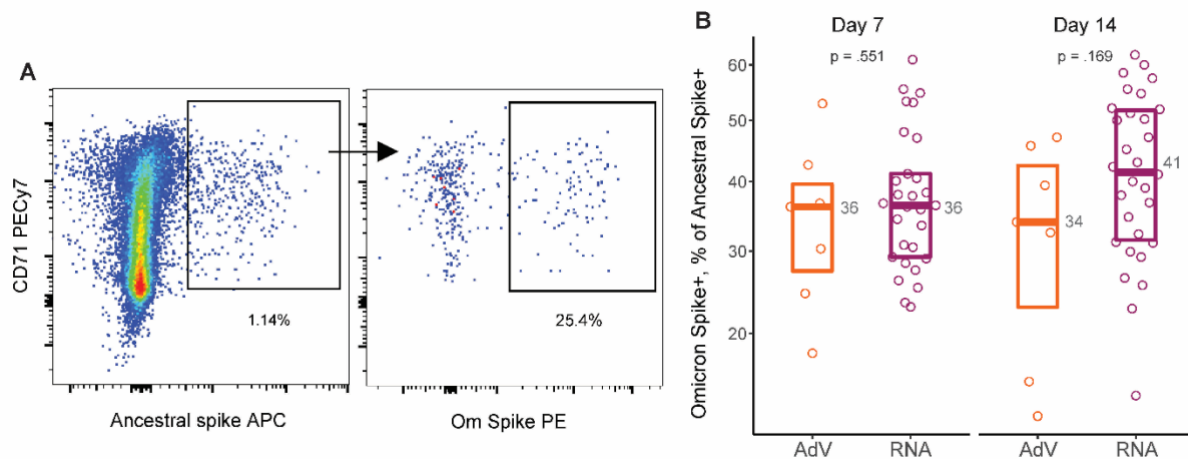 A
CD71 PECy7
1.14%
25.4%
Ancestral spike APC
Om Spike PE
B
Day 7
Day 14
p = .551
p = .169
Omicron Spike+, % of Ancestral Spike+
60
50
40
30
20
36
36
34
41
AdV
RNA
AdV
RNA